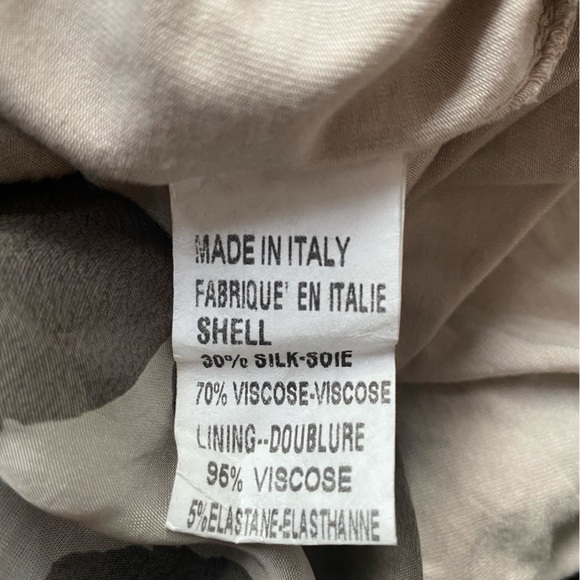 MADE IN ITALY
FABRIQUE' EN ITALIE
SHELL
30% SILK-SOIE
70% VISCOSE-VISCOSE
LINING--DOUBLURE
95% VISCOSE
5%ELASTANE-ELASTHANNE